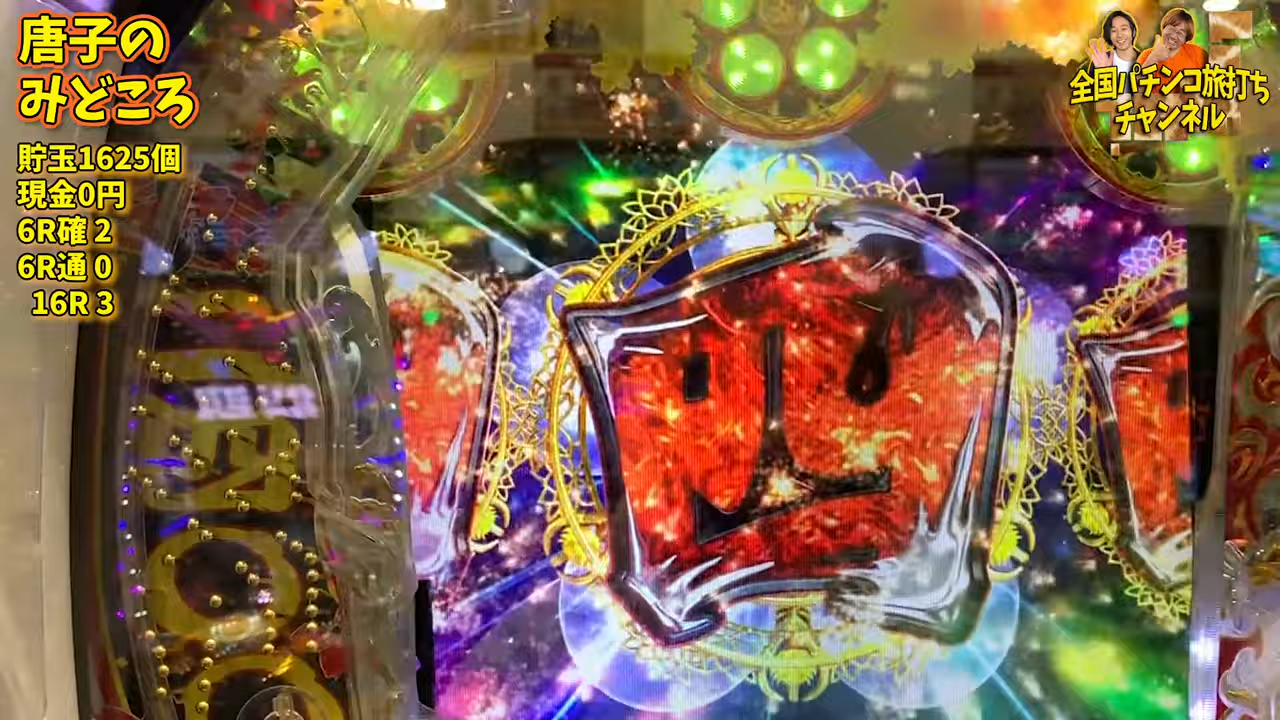 唐子の
みどころ
貯玉1625個
現金0円
6R確 2
6R通 0
16R 3
全国パチンコ旅打ち
チャンネル